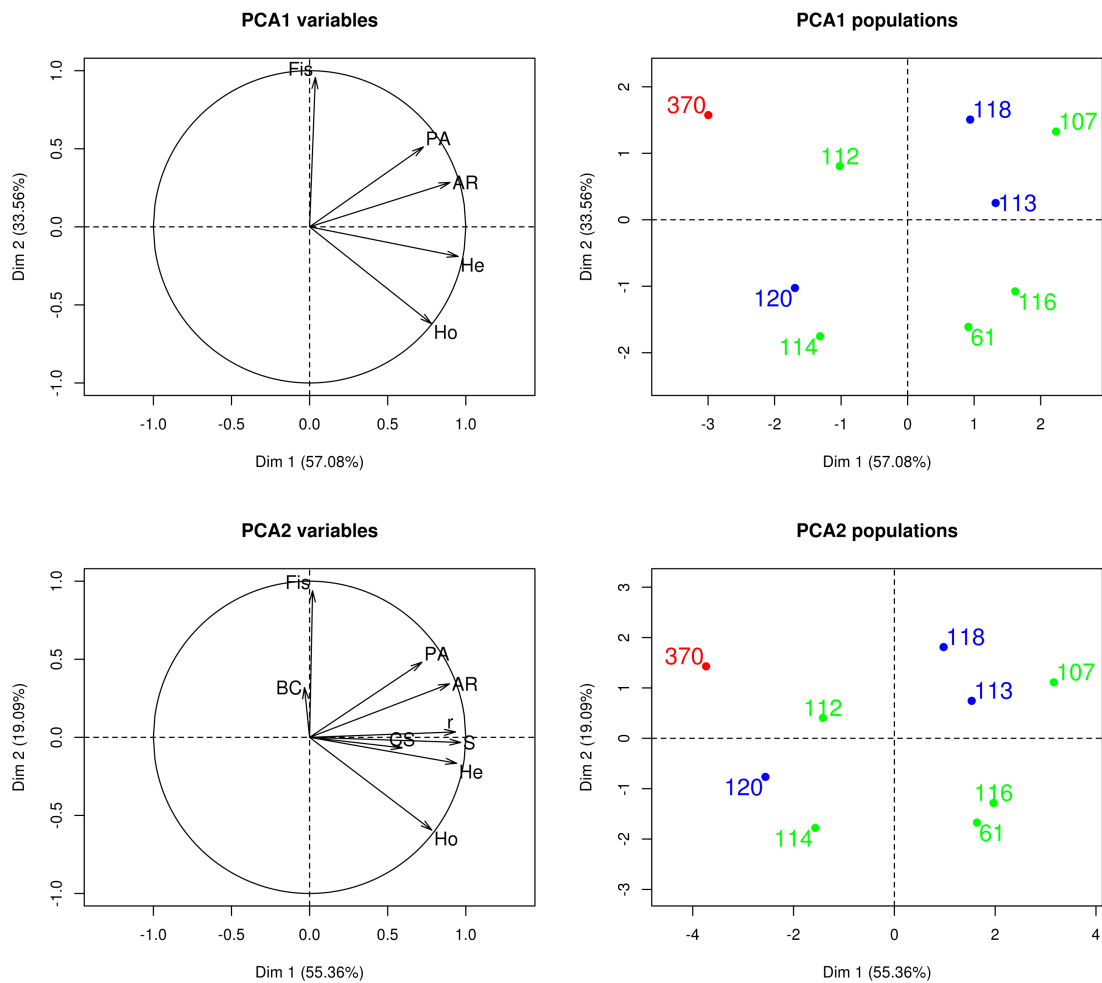 PCA1 variables
1.0
0.5
0.0
-0.5
-1.0
Dim 2 (33.56%)
Fis
PA
AR
He
Ho
-1.0 -0.5 0.0 0.5 1.0
Dim 1 (57.08%)
PCA1 populations
2
1
0
-1
-2
Dim 2 (33.56%)
370
118
107
112
113
120
116
114
61
-3 -2 -1 0 1 2
Dim 1 (57.08%)
PCA2 variables
1.0
0.5
0.0
-0.5
-1.0
Dim 2 (19.09%)
Fis
PA
BC
AR
r
CS
S
He
Ho
-1.0 -0.5 0.0 0.5 1.0
Dim 1 (55.36%)
PCA2 populations
3
2
1
0
-1
-2
-3
Dim 2 (19.09%)
118
370
107
113
112
120
116
114
61
-4 -2 0 2 4
Dim 1 (55.36%)